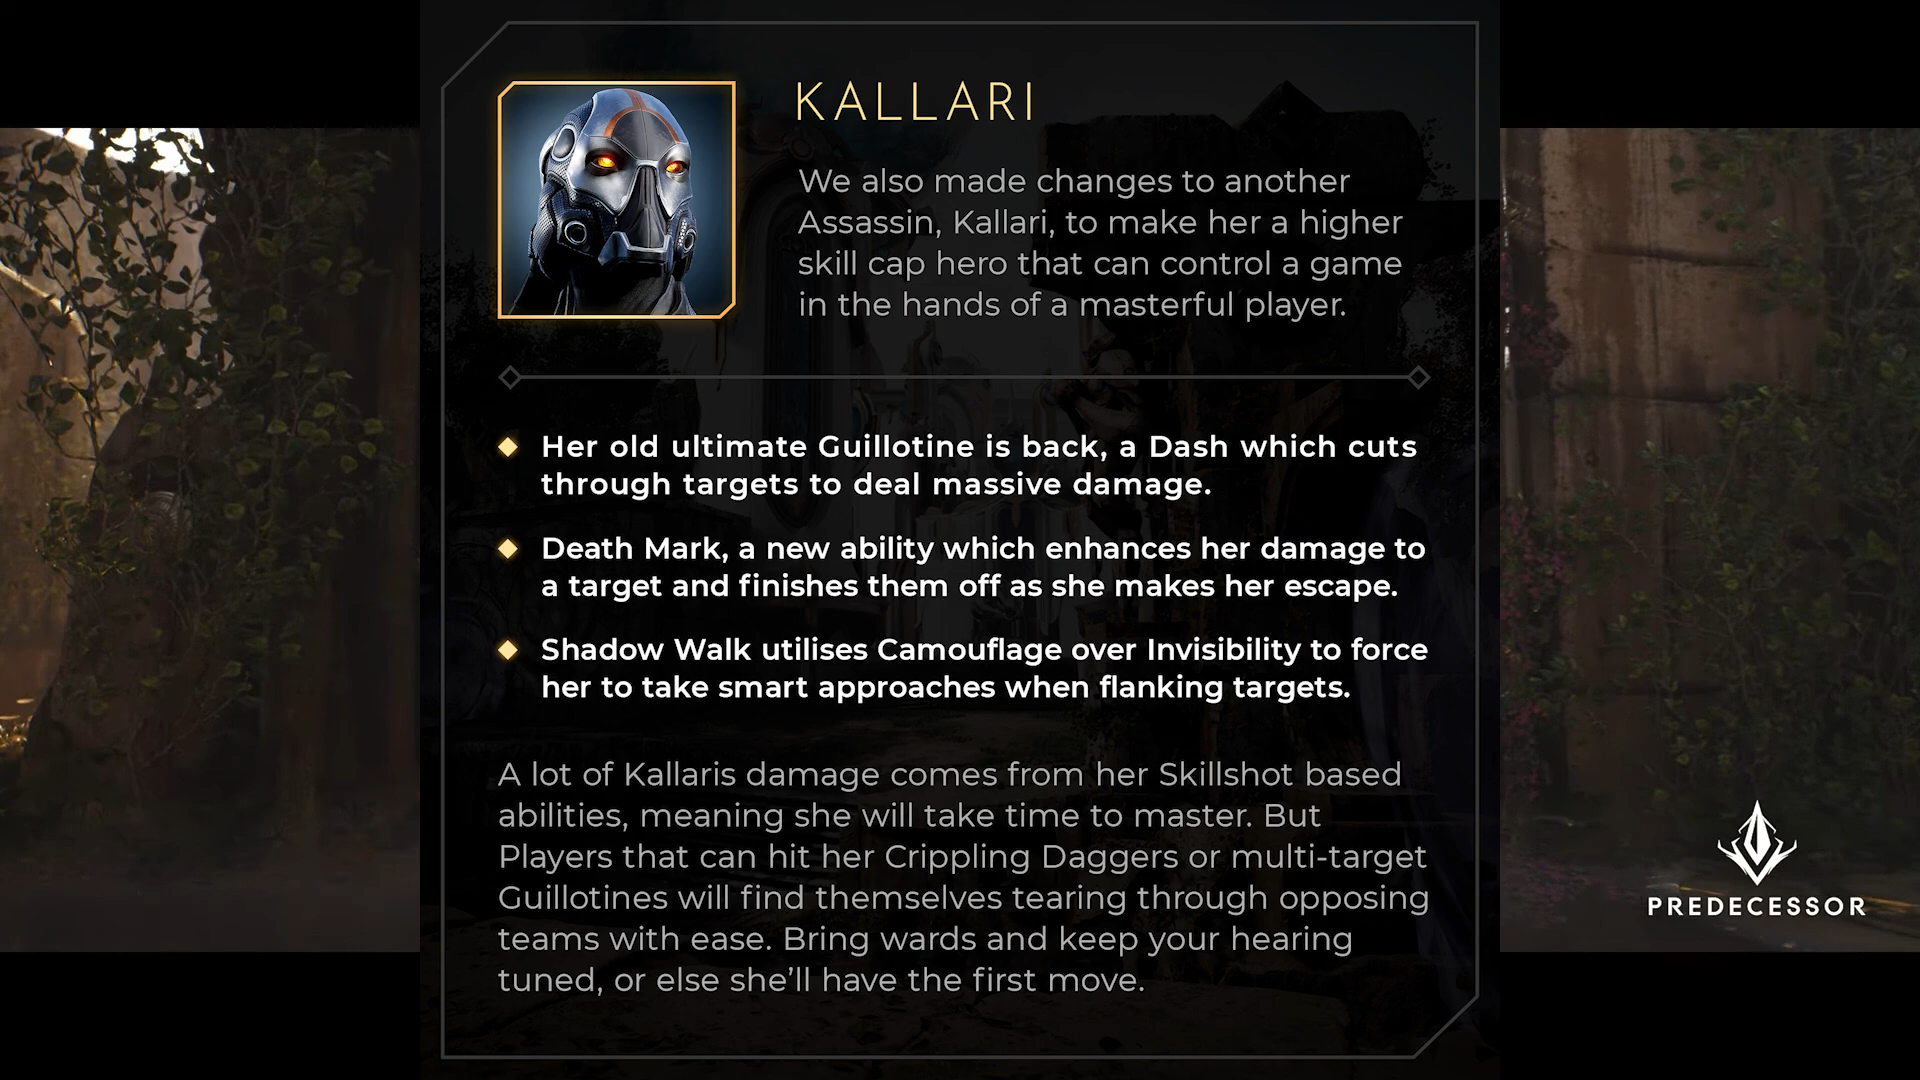 KALLARI
We also made changes to another
Assassin, Kallari, to make her a higher
skill cap hero that can control a game
in the hands of a masterful player.
Her old ultimate Guillotine is back, a Dash which cuts
through targets to deal massive damage.
Death Mark, a new ability which enhances her damage to
a target and finishes them off as she makes her escape.
Shadow Walk utilises Camouflage over Invisibility to force
her to take smart approaches when flanking targets.
A lot of Kallaris damage comes from her Skillshot based
abilities, meaning she will take time to master. But
Players that can hit her Crippling Daggers or multi-target
Guillotines will find themselves tearing through opposing
teams with ease. Bring wards and keep your hearing
tuned, or else she’ll have the first move.
PREDECESSOR